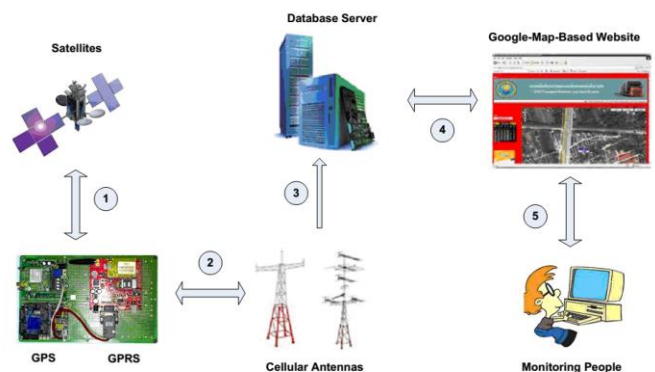 Database Server
Google-Map-Based Website
Satellites
4
1
3
5
2
GPS
GPRS
Cellular Antennas
Monitoring People